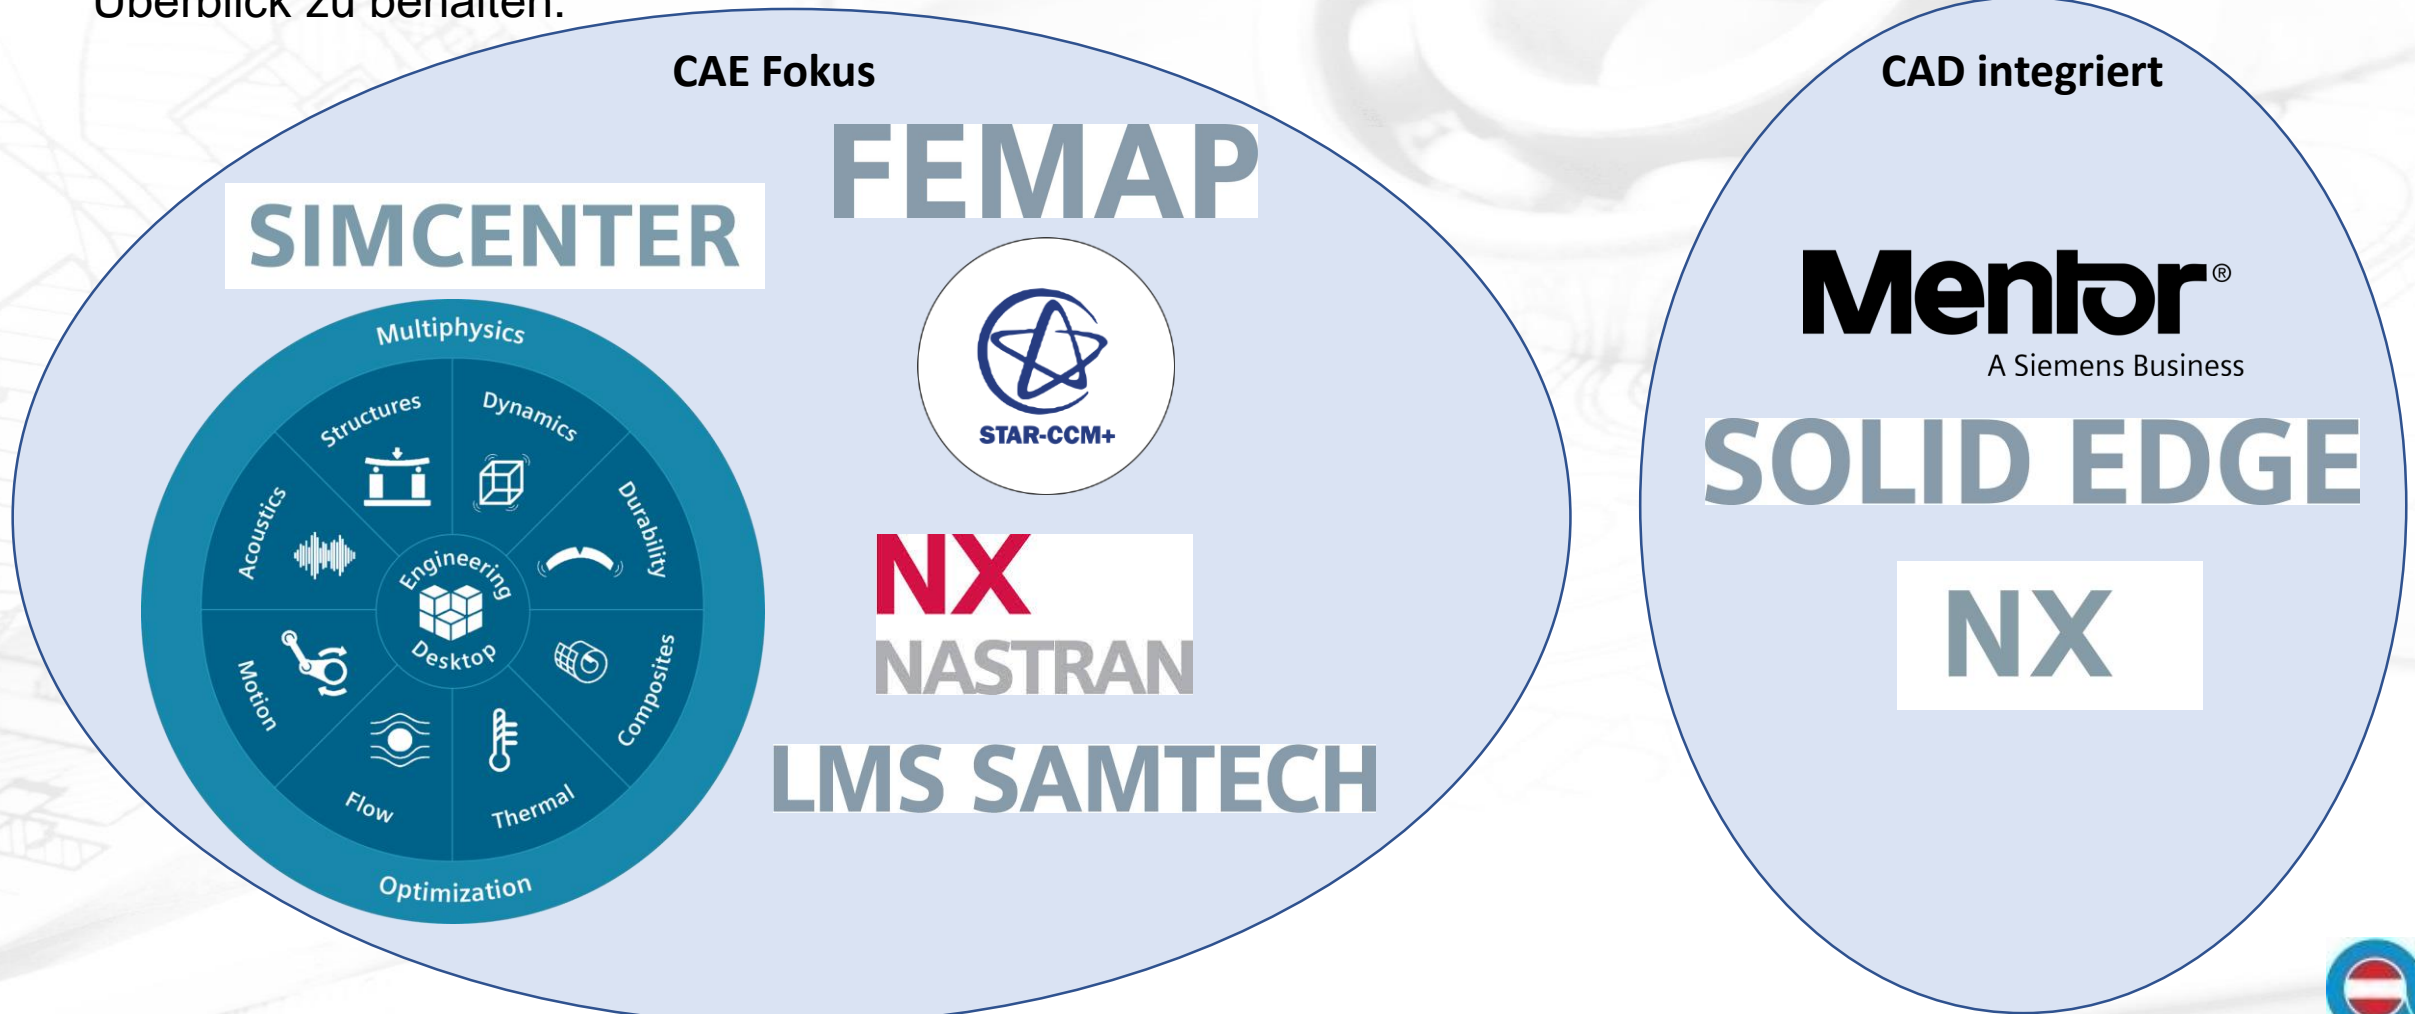 Überblick zu behalten.
CAE Fokus
SIMCENTER
FEMAP
STAR-CCM+
NX
NASTRAN
LMS SAMTECH
Multiphysics
Structures
Dynamics
Durability
Composites
Thermal
Flow
Motion
Acoustics
Engineering
Desktop
Optimization
CAD integriert
Mentor®
A Siemens Business
SOLID EDGE
NX